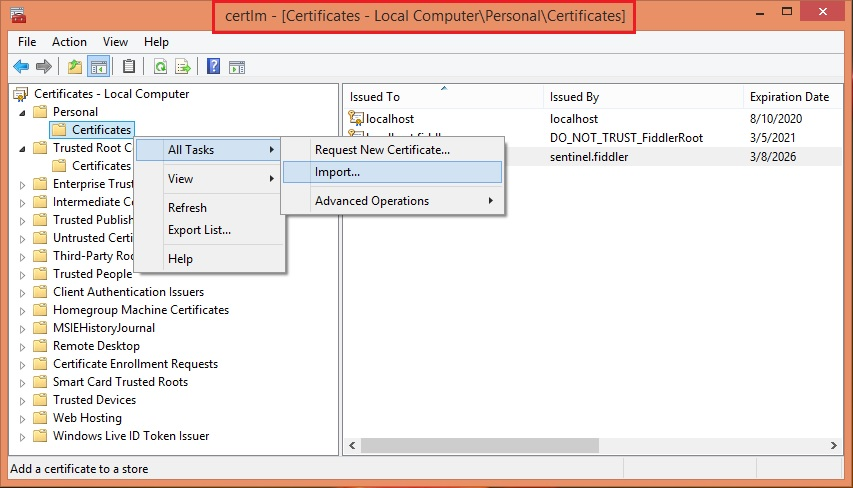 certlm - [Certificates - Local Computer\Personal\Certificates]
File Action View Help
Certificates - Local Computer
Personal
Certificates
Trusted Root C
Certificates
Enterprise Trus
Intermediate C
Trusted Publish
Untrusted Certi
Third-Party Roo
Trusted People
Client Authentication Issuers
Homegroup Machine Certificates
MSIEHistoryJournal
Remote Desktop
Certificate Enrollment Requests
Smart Card Trusted Roots
Trusted Devices
Web Hosting
Windows Live ID Token Issuer
All Tasks
View
Refresh
Export List...
Help
Request New Certificate...
Import...
Advanced Operations
Issued To Issued By Expiration Date
localhost localhost 8/10/2020
DO_NOT_TRUST_FiddlerRoot 3/5/2021
sentinel.fiddler 3/8/2026
Add a certificate to a store